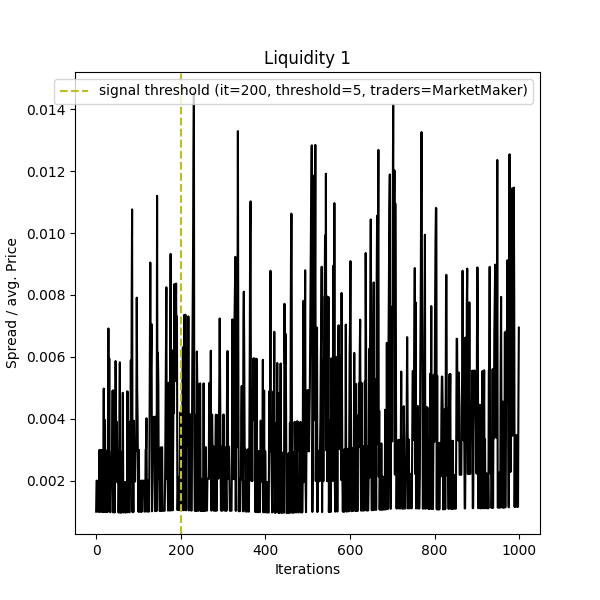 Liquidity 1
signal threshold (it=200, threshold=5, traders=MarketMaker)
0.014
0.012
0.010
0.008
0.006
0.004
0.002
Spread / avg. Price
0 200 400 600 800 1000
Iterations